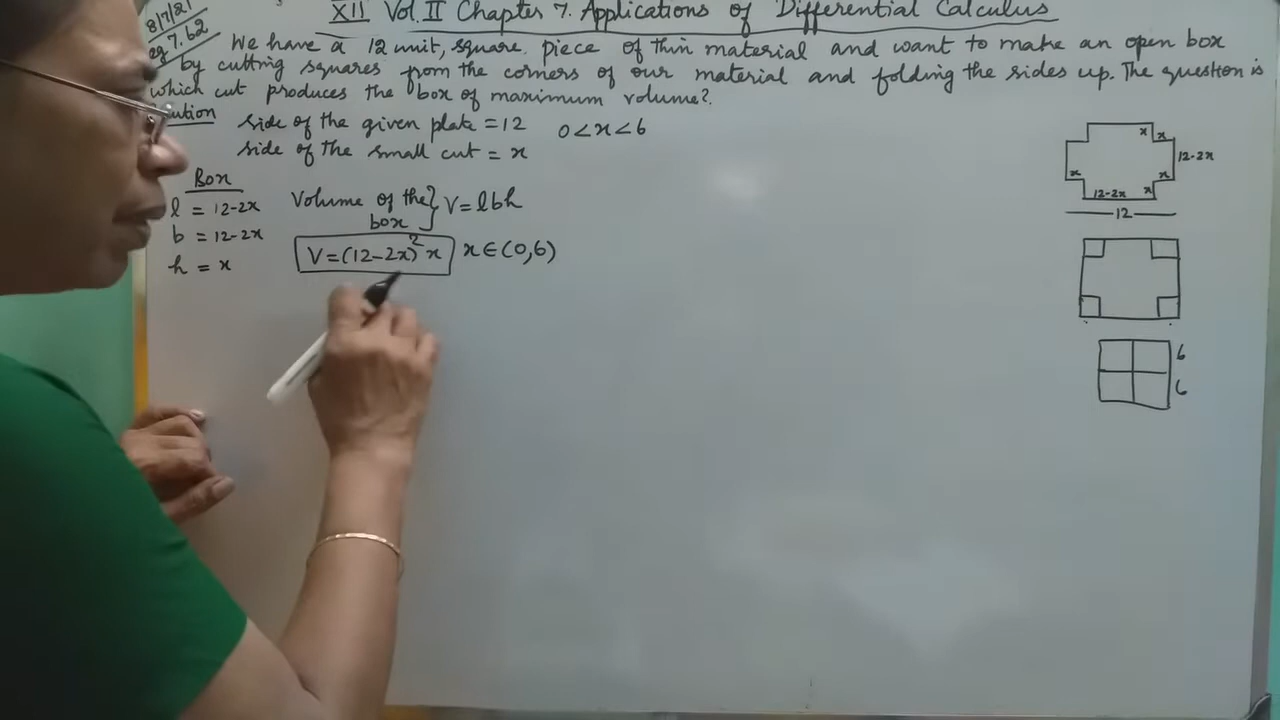 XII Vol. II Chapter 7. Applications of Differential Calculus
8/7/21
eg 7.62
We have a 12 unit, square piece of thin material and want to make an open box
by cutting squares from the corners of our material and folding the sides up. The question is
which cut produces the box of maximum volume?
side of the given plate = 12 0<x<6
side of the small cut = x
Box
l = 12-2x
b = 12-2x
h = x
Volume of the box } V = lbh
V = (12-2x)² x x ∈ (0,6)
x x
12-2x
x x
12-2x x
12
6
6